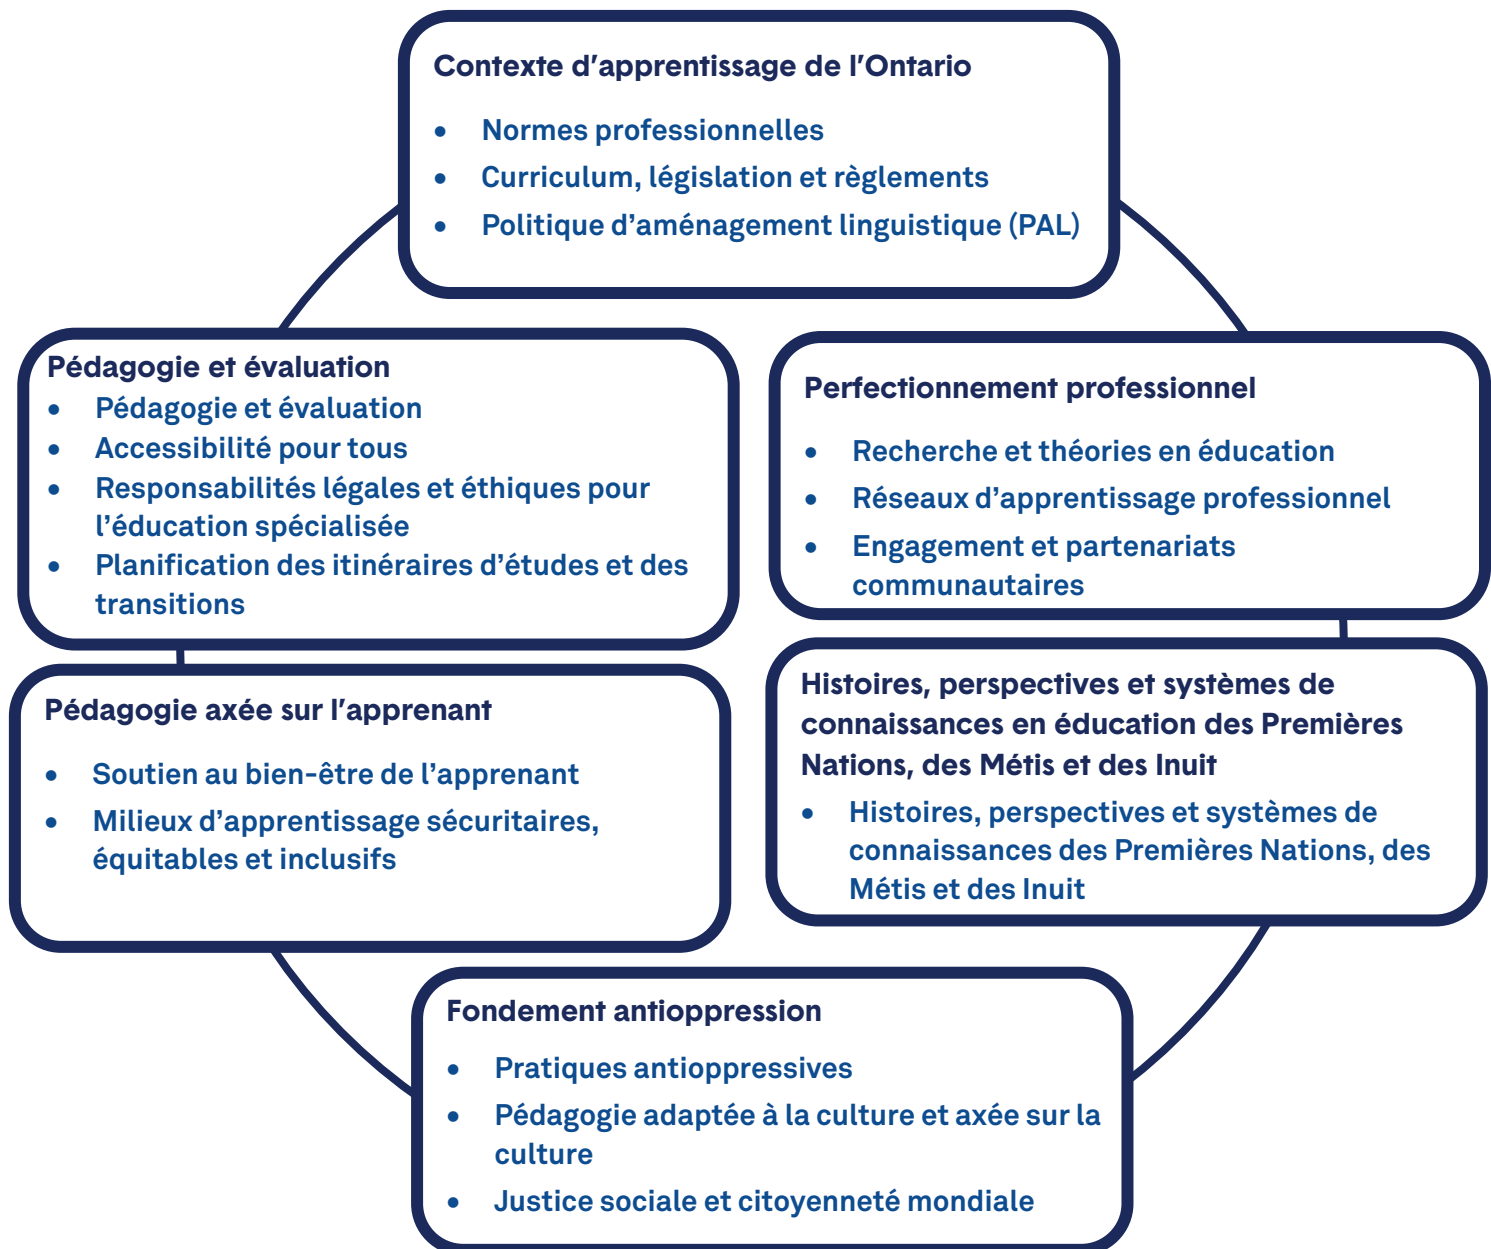 Contexte d'apprentissage de l'Ontario
• Normes professionnelles
• Curriculum, législation et règlements
• Politique d'aménagement linguistique (PAL)
Pédagogie et évaluation
• Pédagogie et évaluation
• Accessibilité pour tous
• Responsabilités légales et éthiques pour
l'éducation spécialisée
• Planification des itinéraires d'études et des
transitions
Perfectionnement professionnel
• Recherche et théories en éducation
• Réseaux d'apprentissage professionnel
• Engagement et partenariats
communautaires
Pédagogie axée sur l'apprenant
• Soutien au bien-être de l'apprenant
• Milieux d'apprentissage sécuritaires,
équitables et inclusifs
Histoires, perspectives et systèmes de
connaissances en éducation des Premières
Nations, des Métis et des Inuit
• Histoires, perspectives et systèmes de
connaissances des Premières Nations, des
Métis et des Inuit
Fondement antioppression
• Pratiques antioppressives
• Pédagogie adaptée à la culture et axée sur la
culture
• Justice sociale et citoyenneté mondiale